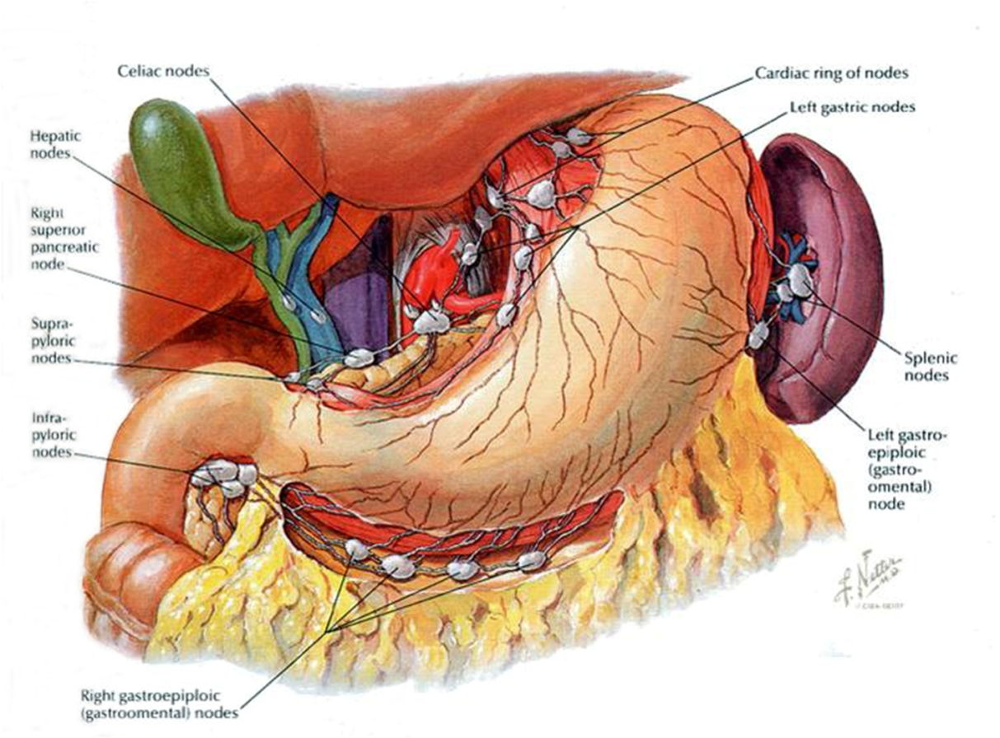 Celiac nodes
Cardiac ring of nodes
Left gastric nodes
Hepatic
nodes
Right
superior
pancreatic
node
Supra-
pyloric
nodes
Infra-
pyloric
nodes
Splenic
nodes
Left gastro-
epiploic
(gastro-
omental)
node
F. Netter
M.D.
Right gastroepiploic
(gastroomental) nodes